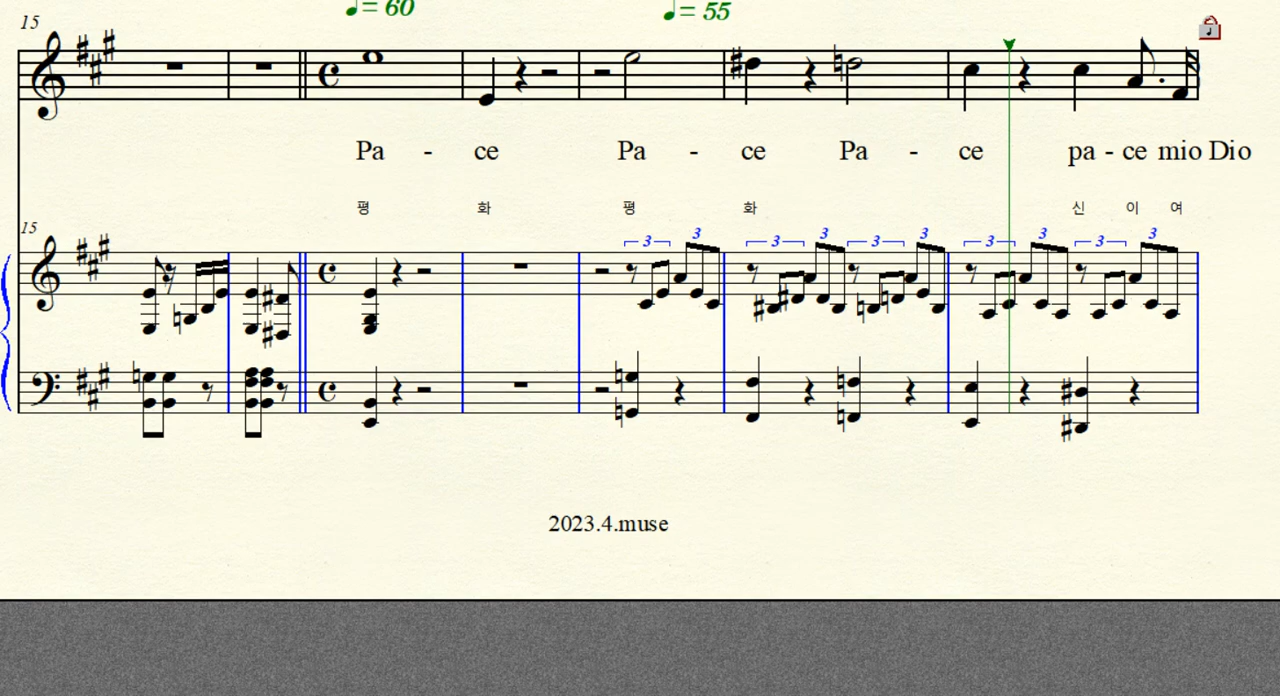 15
= 60
= 55
Pa - ce Pa - ce Pa - ce pa - ce mio Dio
평 화 평 화 신 이 여
15
3 3 3 3 3 3 3 3 3 3
2023.4.muse